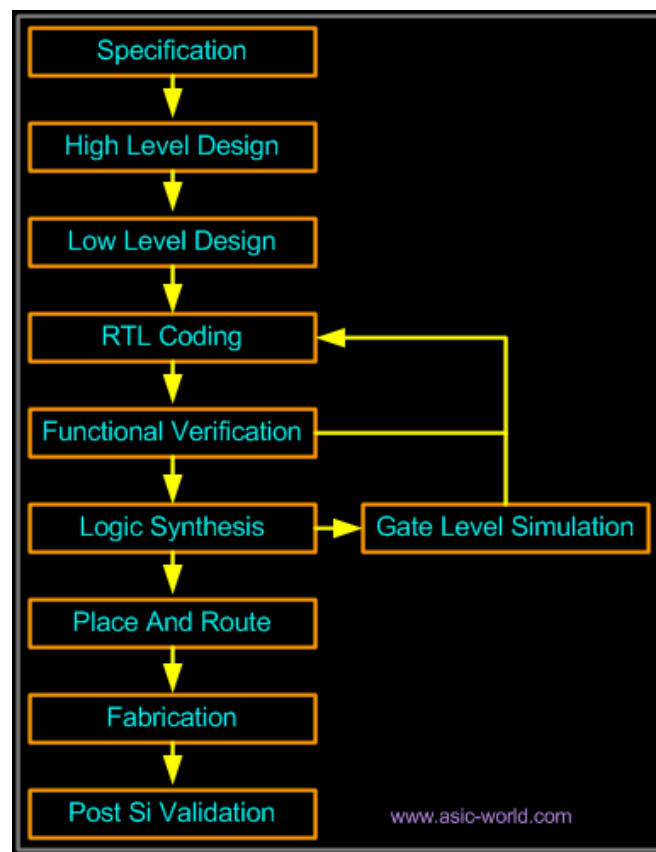 Specification
High Level Design
Low Level Design
RTL Coding
Functional Verification
Logic Synthesis
Gate Level Simulation
Place And Route
Fabrication
Post Si Validation
www.asic-world.com